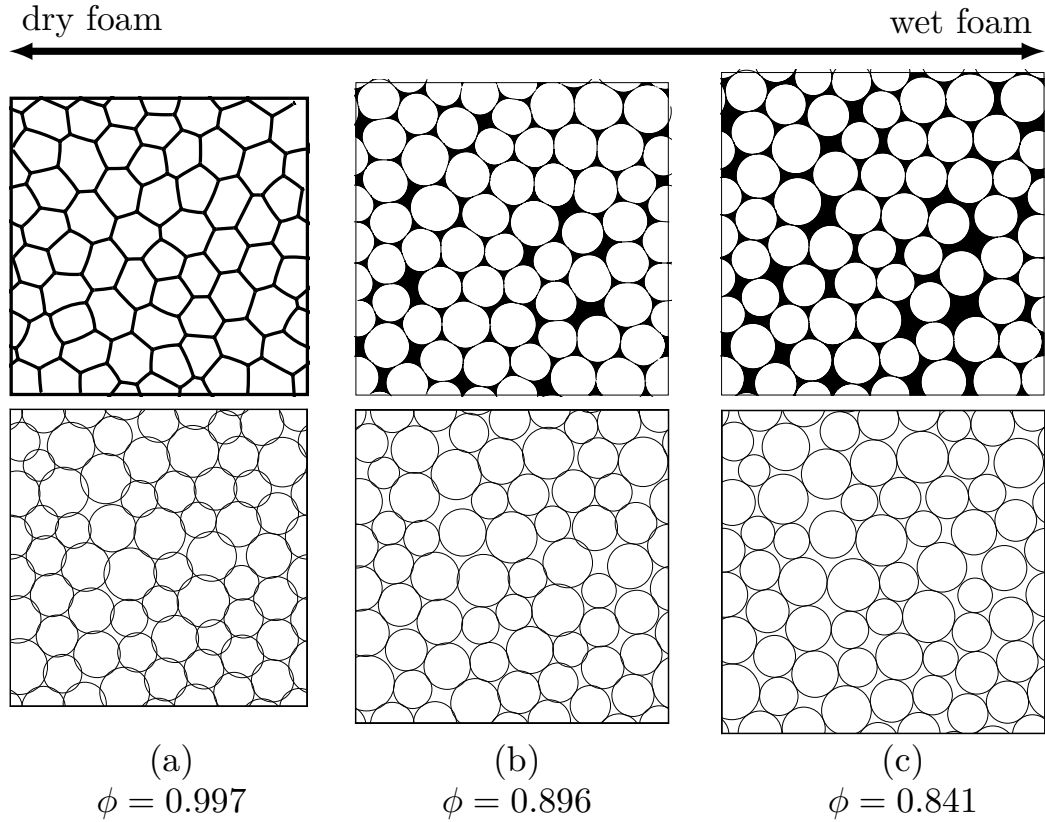 dry foam
wet foam
(a)
(b)
(c)
ϕ = 0.997
ϕ = 0.896
ϕ = 0.841